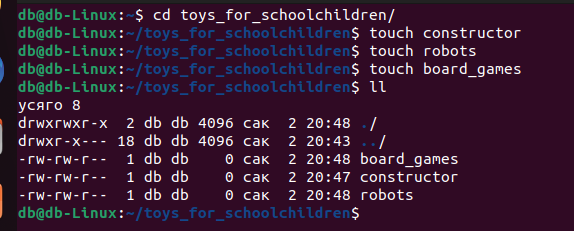 db@db-Linux:~$ cd toys_for_schoolchildren/
db@db-Linux:~/toys_for_schoolchildren$ touch constructor
db@db-Linux:~/toys_for_schoolchildren$ touch robots
db@db-Linux:~/toys_for_schoolchildren$ touch board_games
db@db-Linux:~/toys_for_schoolchildren$ ll
усяго 8
drwxrwxr-x  2 db db 4096 сак  2 20:48 ./
drwxr-x--- 18 db db 4096 сак  2 20:43 ../
-rw-rw-r--  1 db db    0 сак  2 20:48 board_games
-rw-rw-r--  1 db db    0 сак  2 20:47 constructor
-rw-rw-r--  1 db db    0 сак  2 20:48 robots
db@db-Linux:~/toys_for_schoolchildren$